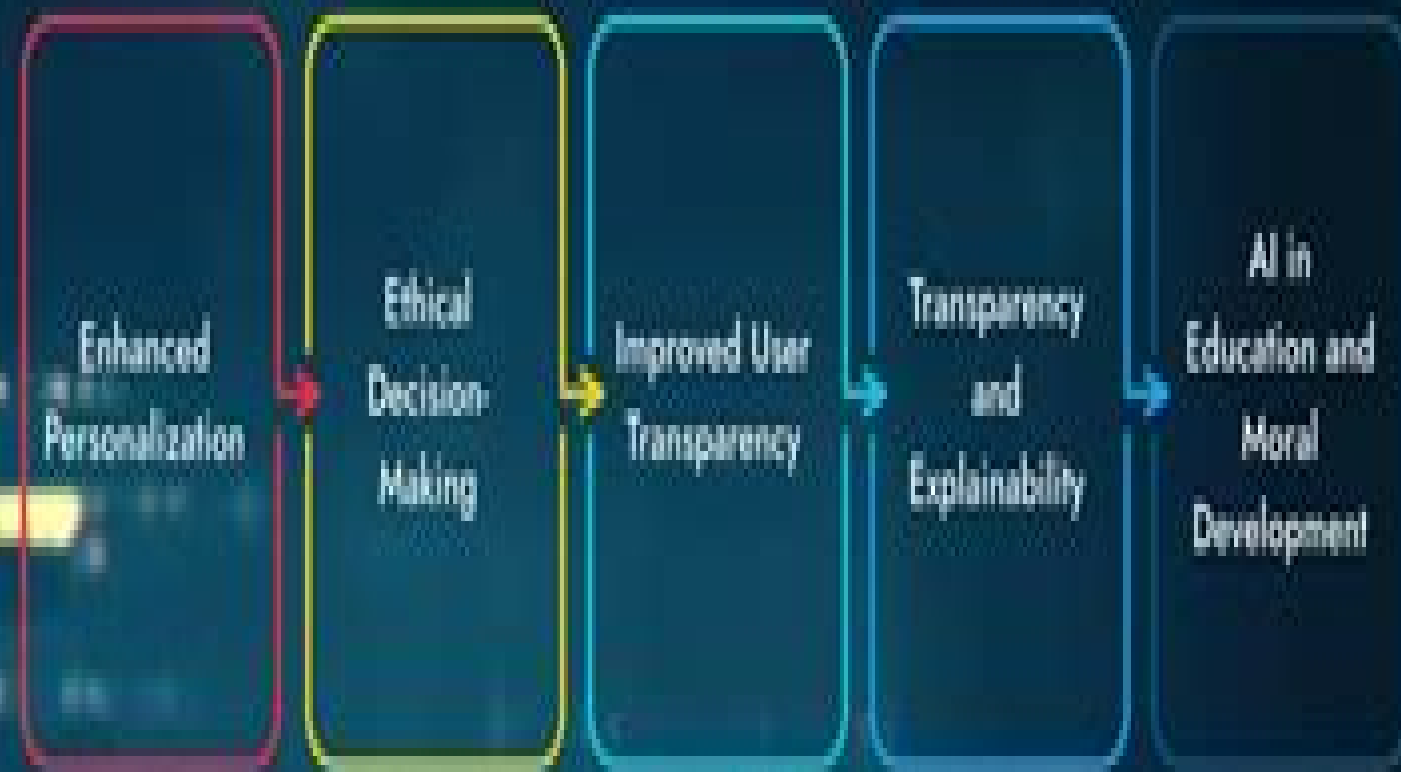 Enhanced
Personalization
Ethical
Decision-
Making
Improved User
Transparency
Transparency
and
Explainability
AI in
Education and
Moral
Development